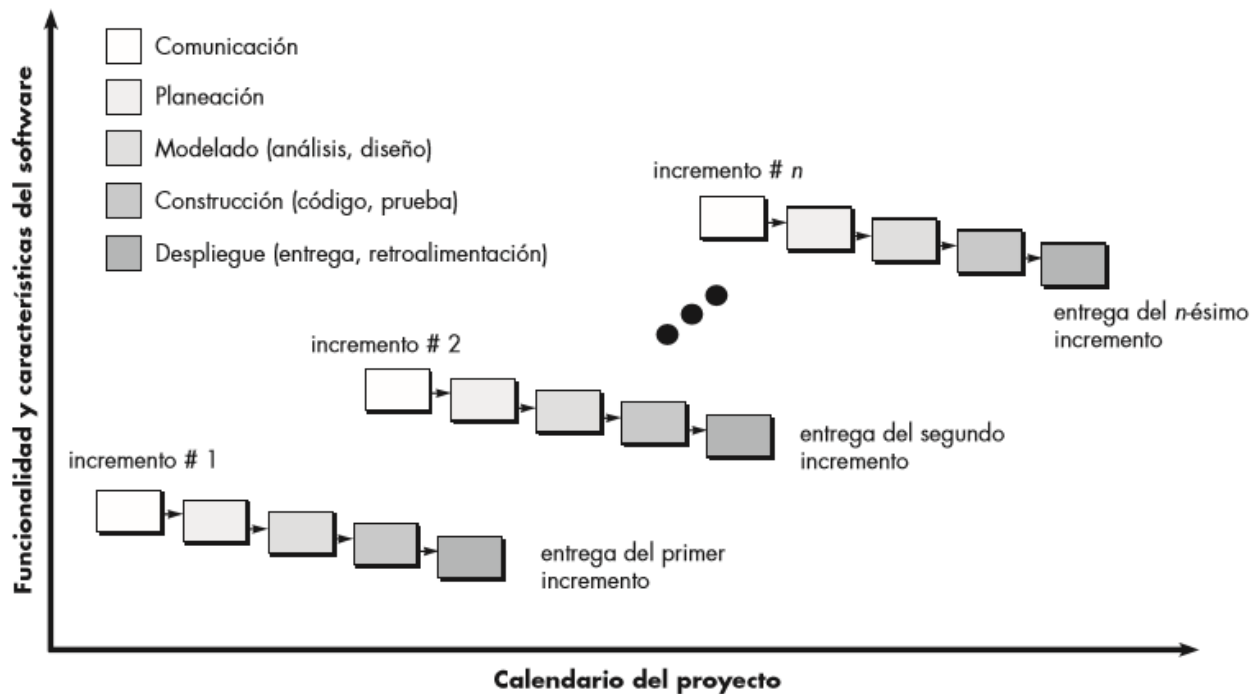 Funcionalidad y características del software
Comunicación
Planeación
Modelado (análisis, diseño)
Construcción (código, prueba)
Despliegue (entrega, retroalimentación)
incremento # n
entrega del n-ésimo
incremento
incremento # 2
entrega del segundo
incremento
incremento # 1
entrega del primer
incremento
Calendario del proyecto